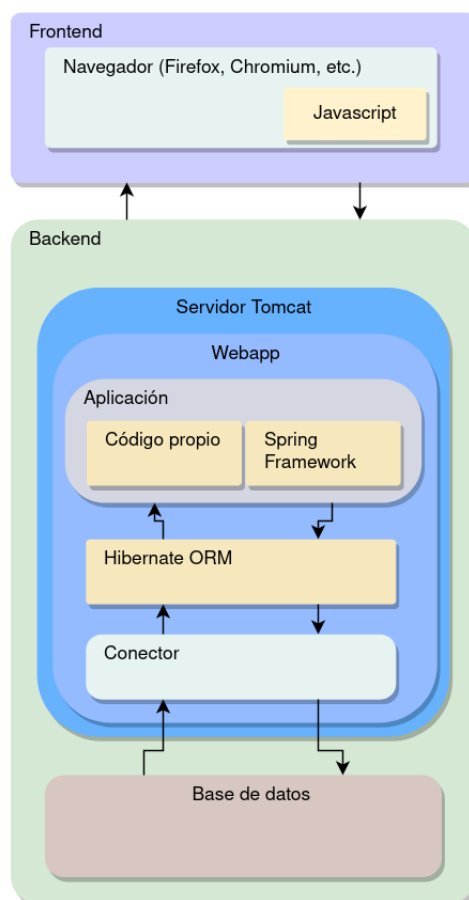 Frontend
Navegador (Firefox, Chromium, etc.)
Javascript
Backend
Servidor Tomcat
Webapp
Aplicación
Código propio
Spring
Framework
Hibernate ORM
Conector
Base de datos